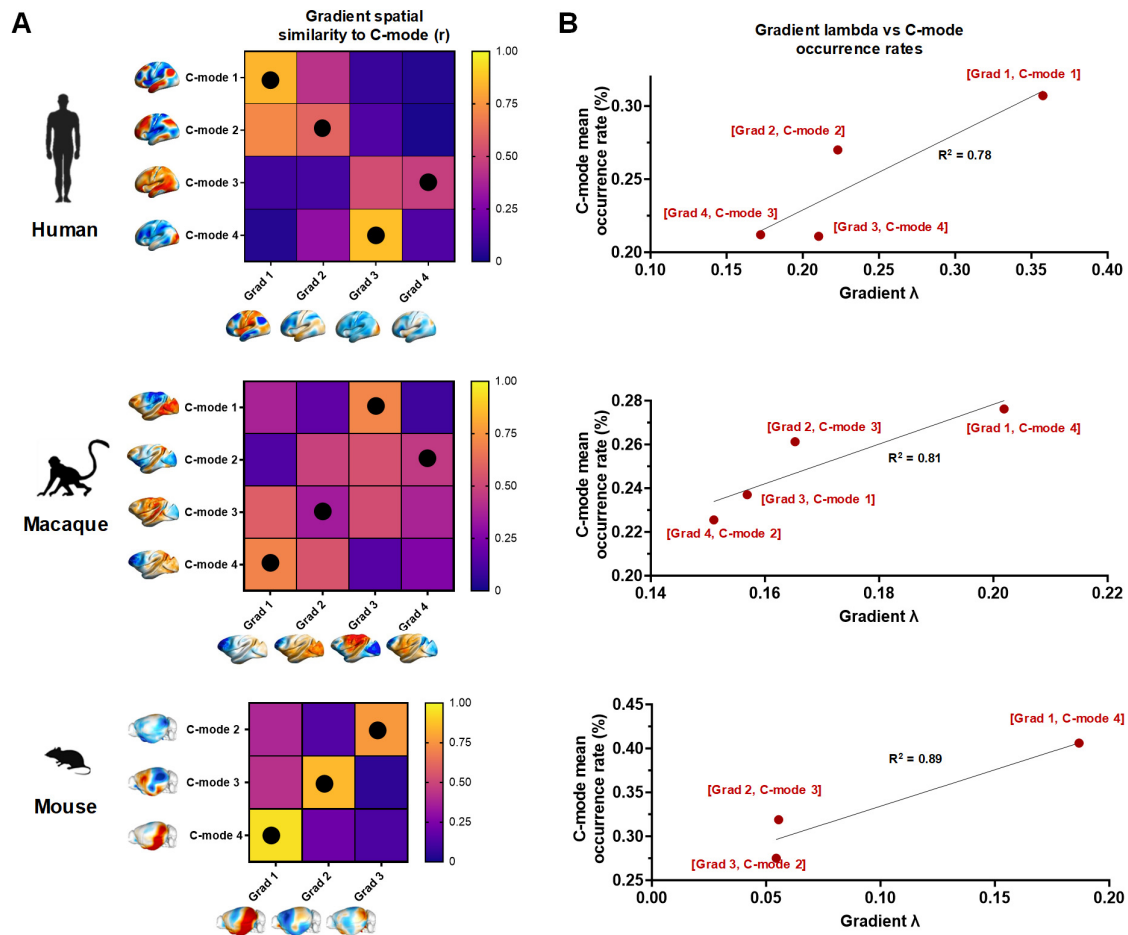 A
Gradient spatial
similarity to C-mode (r)
Human
C-mode 1
C-mode 2
C-mode 3
C-mode 4
Grad 1
Grad 2
Grad 3
Grad 4
1.00
0.75
0.50
0.25
0
Macaque
C-mode 1
C-mode 2
C-mode 3
C-mode 4
Grad 1
Grad 2
Grad 3
Grad 4
1.00
0.75
0.50
0.25
0
Mouse
C-mode 2
C-mode 3
C-mode 4
Grad 1
Grad 2
Grad 3
1.00
0.75
0.50
0.25
0
B
Gradient lambda vs C-mode
occurrence rates
C-mode mean
occurrence rate (%)
0.30
0.25
0.20
[Grad 1, C-mode 1]
[Grad 2, C-mode 2]
R² = 0.78
[Grad 4, C-mode 3]
[Grad 3, C-mode 4]
0.10
0.15
0.20
0.25
0.30
0.35
0.40
Gradient λ
C-mode mean
occurrence rate (%)
0.28
0.26
0.24
0.22
0.20
[Grad 2, C-mode 3]
[Grad 1, C-mode 4]
R² = 0.81
[Grad 3, C-mode 1]
[Grad 4, C-mode 2]
0.14
0.16
0.18
0.20
0.22
Gradient λ
C-mode mean
occurrence rate (%)
0.45
0.40
0.35
0.30
0.25
[Grad 1, C-mode 4]
R² = 0.89
[Grad 2, C-mode 3]
[Grad 3, C-mode 2]
0.00
0.05
0.10
0.15
0.20
Gradient λ